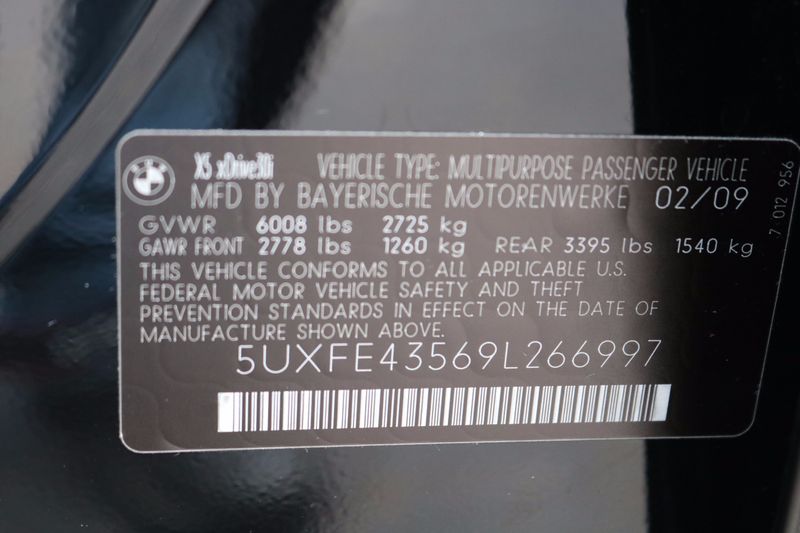 BMW
X5 xDrive30i VEHICLE TYPE: MULTIPURPOSE PASSENGER VEHICLE
MFD BY BAYERISCHE MOTORENWERKE 02/09
GVWR 6008 lbs 2725 kg
GAWR FRONT 2778 lbs 1260 kg REAR 3395 lbs 1540 kg
THIS VEHICLE CONFORMS TO ALL APPLICABLE U.S.
FEDERAL MOTOR VEHICLE SAFETY AND THEFT
PREVENTION STANDARDS IN EFFECT ON THE DATE OF
MANUFACTURE SHOWN ABOVE.
5UXFE43569L266997
7 012 956